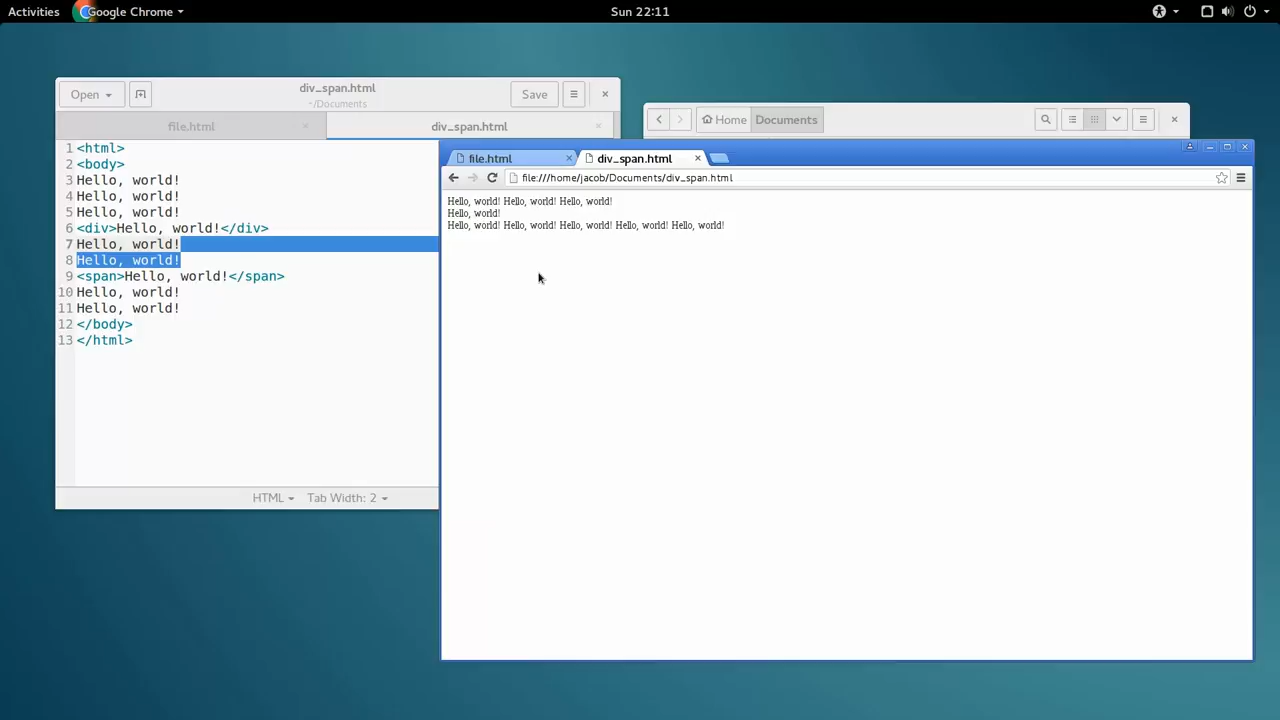 Activities Google Chrome Sun 22:11
Open div_span.html Save
~/Documents
file.html div_span.html
Home Documents
1 <html>
2 <body>
3 Hello, world!
4 Hello, world!
5 Hello, world!
6 <div>Hello, world!</div>
7 Hello, world!
8 Hello, world!
9 <span>Hello, world!</span>
10 Hello, world!
11 Hello, world!
12 </body>
13 </html>
HTML Tab Width: 2
file.html div_span.html
file:///home/jacob/Documents/div_span.html
Hello, world! Hello, world! Hello, world!
Hello, world!
Hello, world! Hello, world! Hello, world! Hello, world! Hello, world!